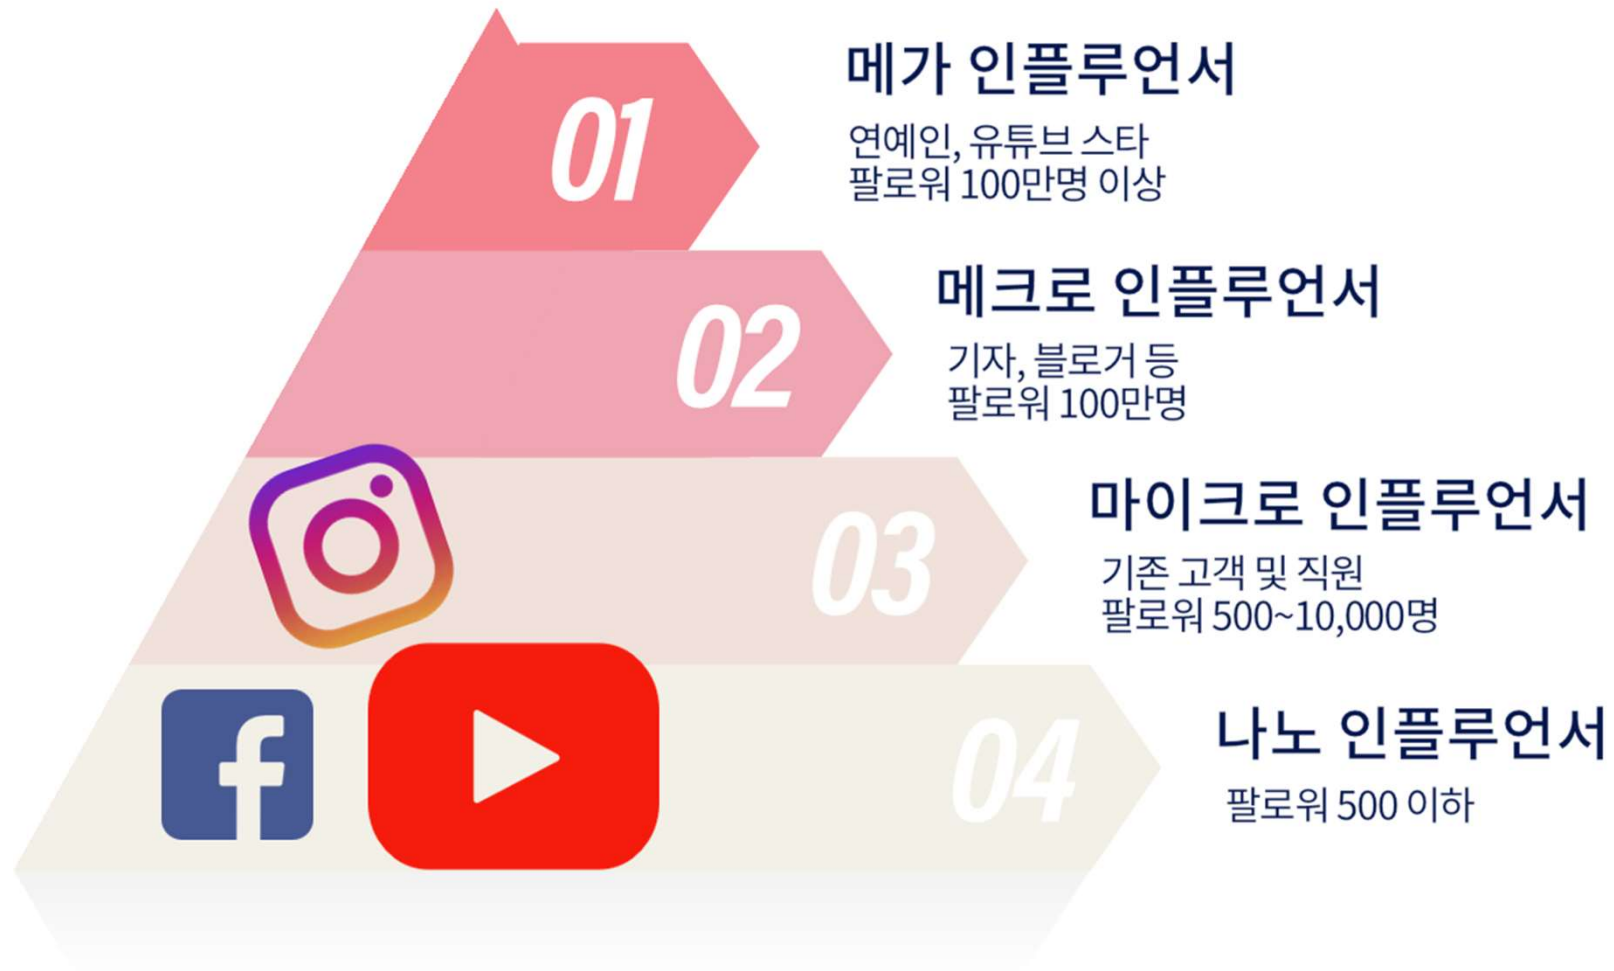 01
메가 인플루언서
연예인, 유튜브 스타
팔로워 100만명 이상
02
메크로 인플루언서
기자, 블로거 등
팔로워 100만명
03
마이크로 인플루언서
기존 고객 및 직원
팔로워 500~10,000명
04
나노 인플루언서
팔로워 500 이하